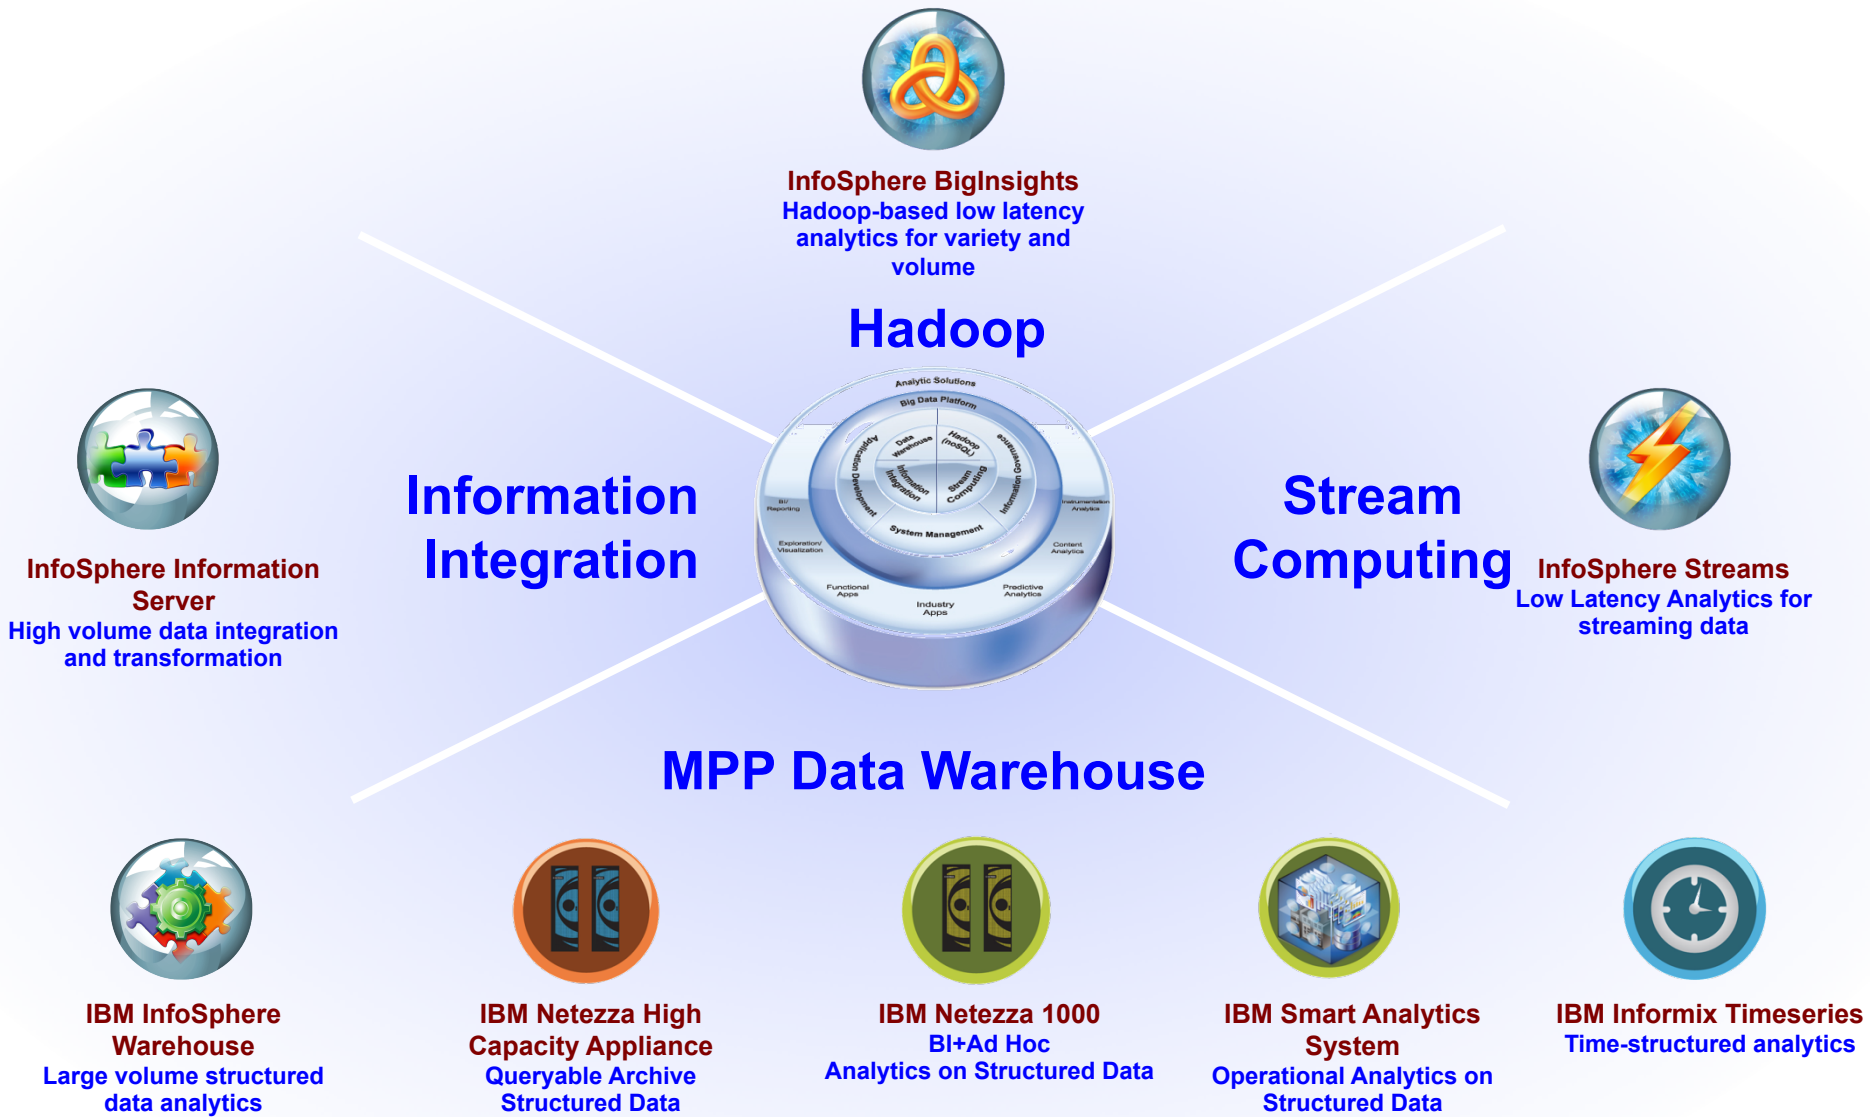 InfoSphere BigInsights
Hadoop-based low latency
analytics for variety and
volume
Hadoop
Analytic Solutions
Big Data Platform
Application Development
Data
Warehouse
Hadoop
(noSQL)
Information Governance
Information
Integration
Stream
Computing
System Management
BI/
Reporting
Instrumentation
Analytics
Exploration/
Visualization
Content
Analytics
Functional
Apps
Predictive
Analytics
Industry
Apps
Information
Integration
Stream
Computing
InfoSphere Information
Server
High volume data integration
and transformation
InfoSphere Streams
Low Latency Analytics for
streaming data
MPP Data Warehouse
IBM InfoSphere
Warehouse
Large volume structured
data analytics
IBM Netezza High
Capacity Appliance
Queryable Archive
Structured Data
IBM Netezza 1000
BI+Ad Hoc
Analytics on Structured Data
IBM Smart Analytics
System
Operational Analytics on
Structured Data
IBM Informix Timeseries
Time-structured analytics